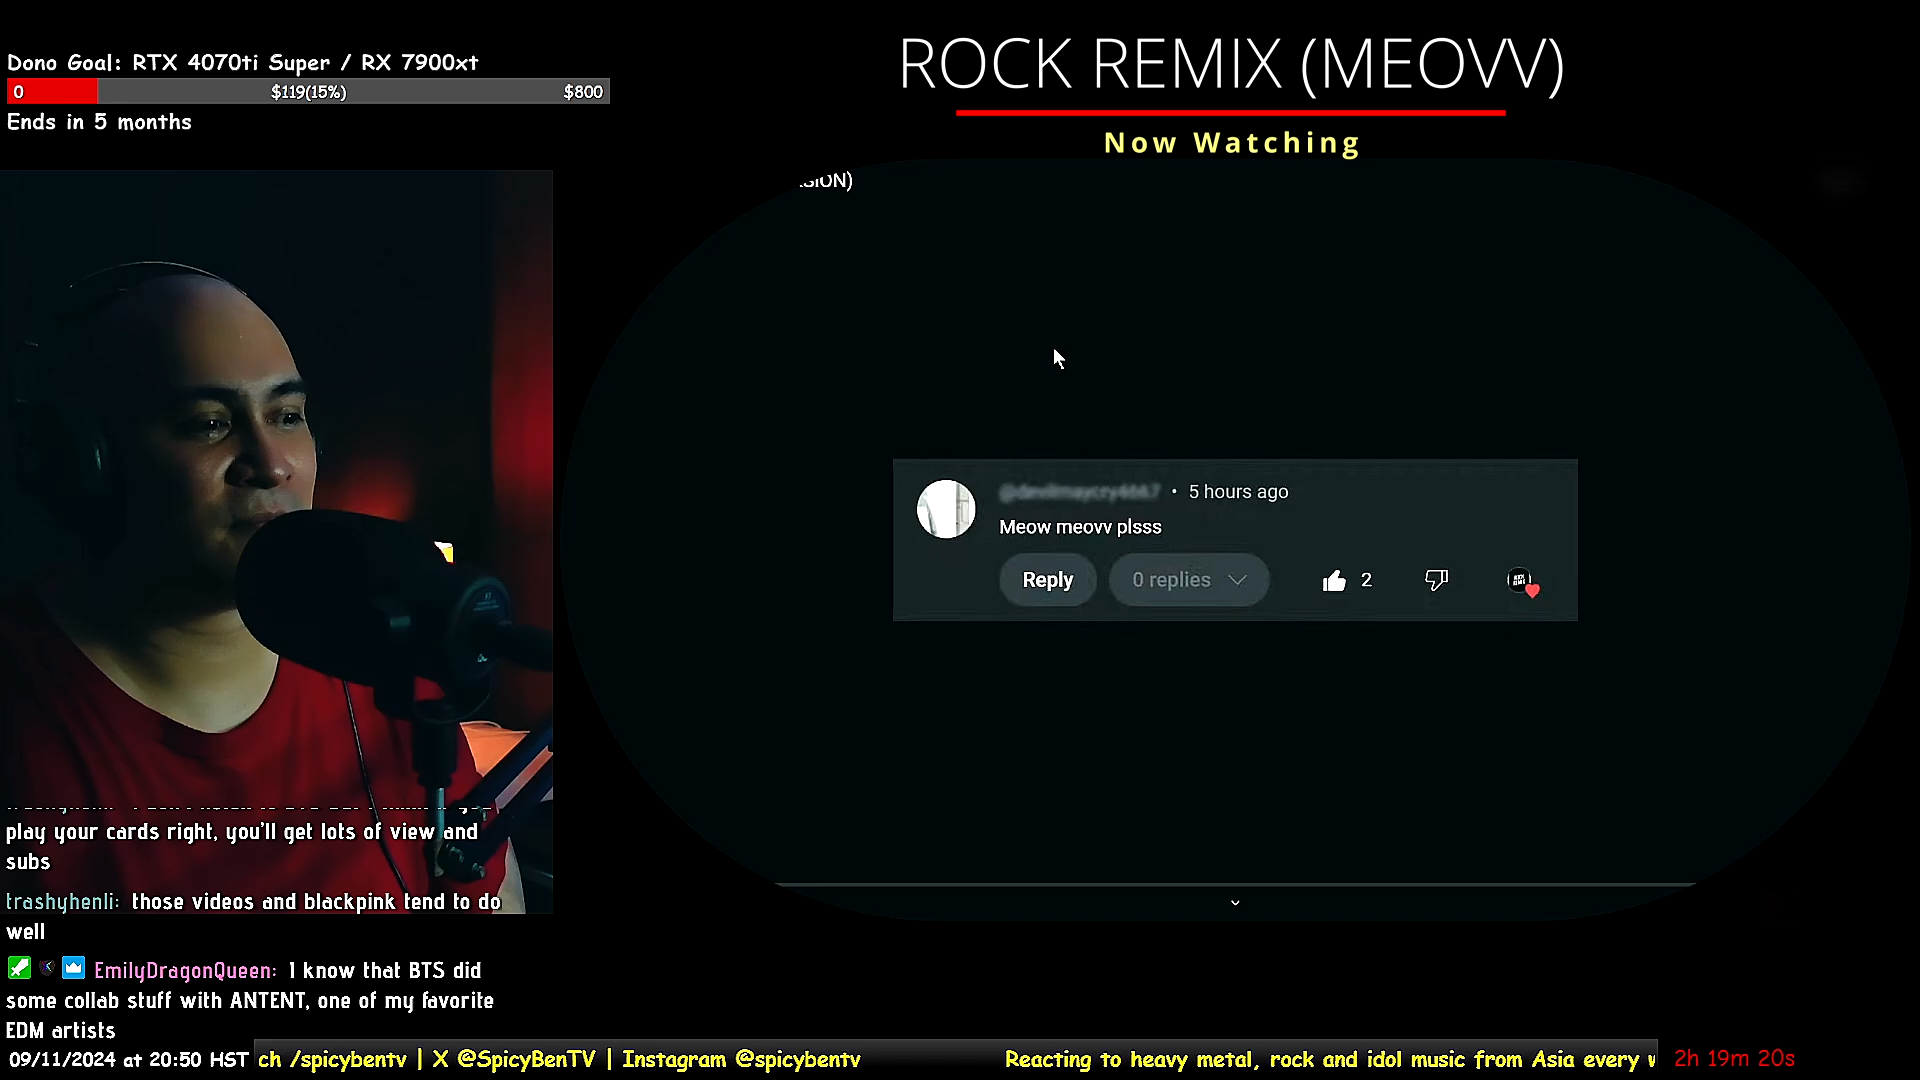 Dono Goal: RTX 4070ti Super / RX 7900xt
0 $119(15%) $800
Ends in 5 months
ROCK REMIX (MEOVV)
Now Watching
SION)
• 5 hours ago
Meow meovv plsss
Reply 0 replies 2
play your cards right, you'll get lots of view and
subs
trashyhenli: those videos and blackpink tend to do
well
EmilyDragonQueen: I know that BTS did
some collab stuff with ANTENT, one of my favorite
EDM artists
09/11/2024 at 20:50 HST ch /spicybentv | X @SpicyBenTV | Instagram @spicybentv Reacting to heavy metal, rock and idol music from Asia every 2h 19m 20s